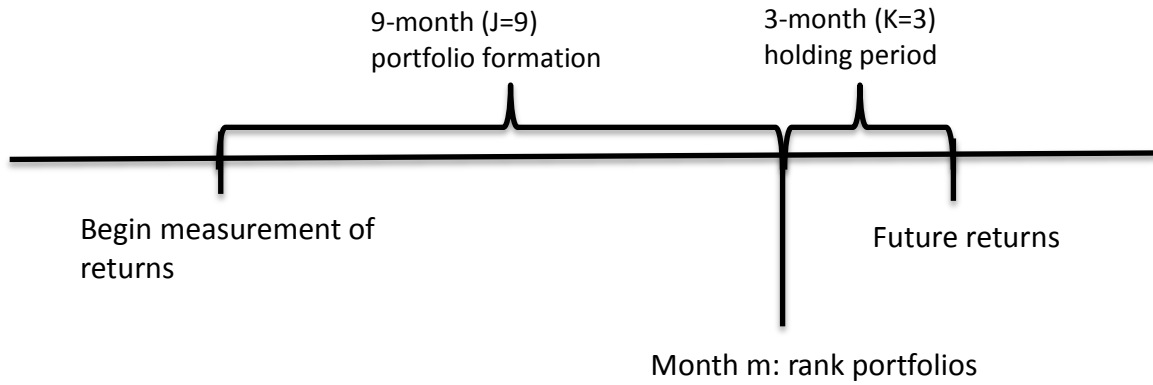 9-month (J=9)
portfolio formation
3-month (K=3)
holding period
Begin measurement of
returns
Future returns
Month m: rank portfolios